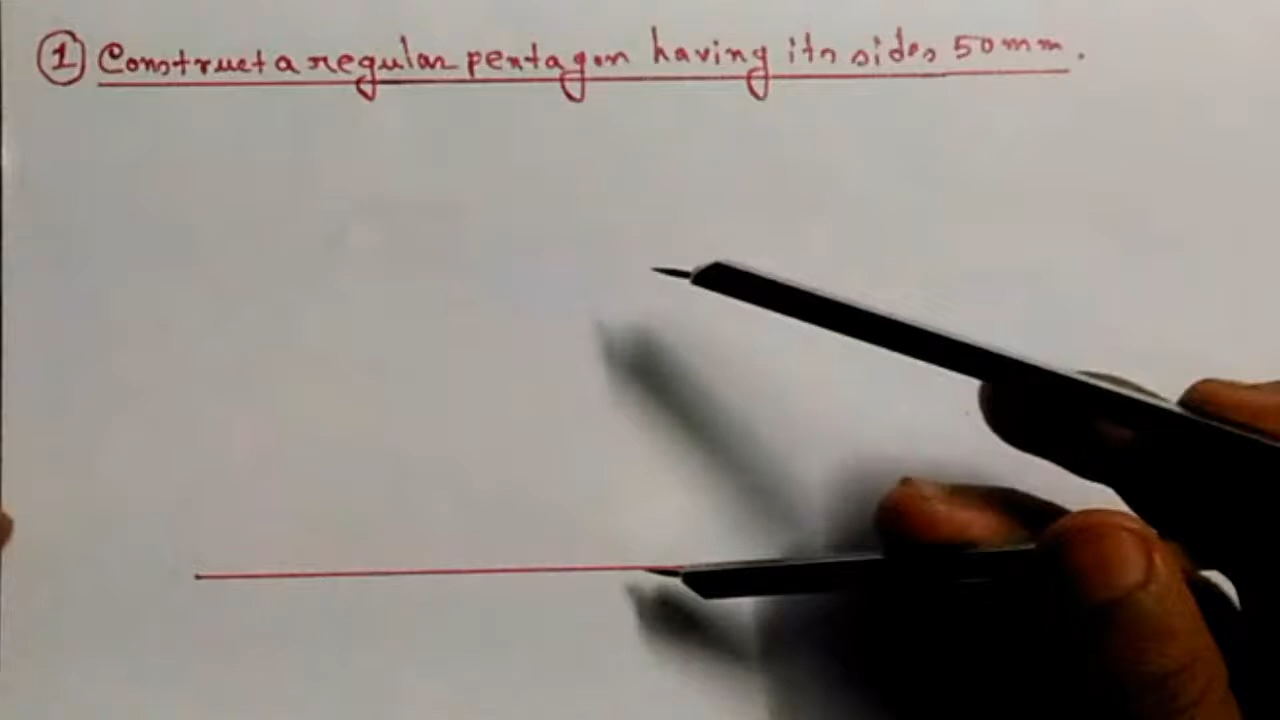 ① Construct a regular pentagon having its sides 50mm.